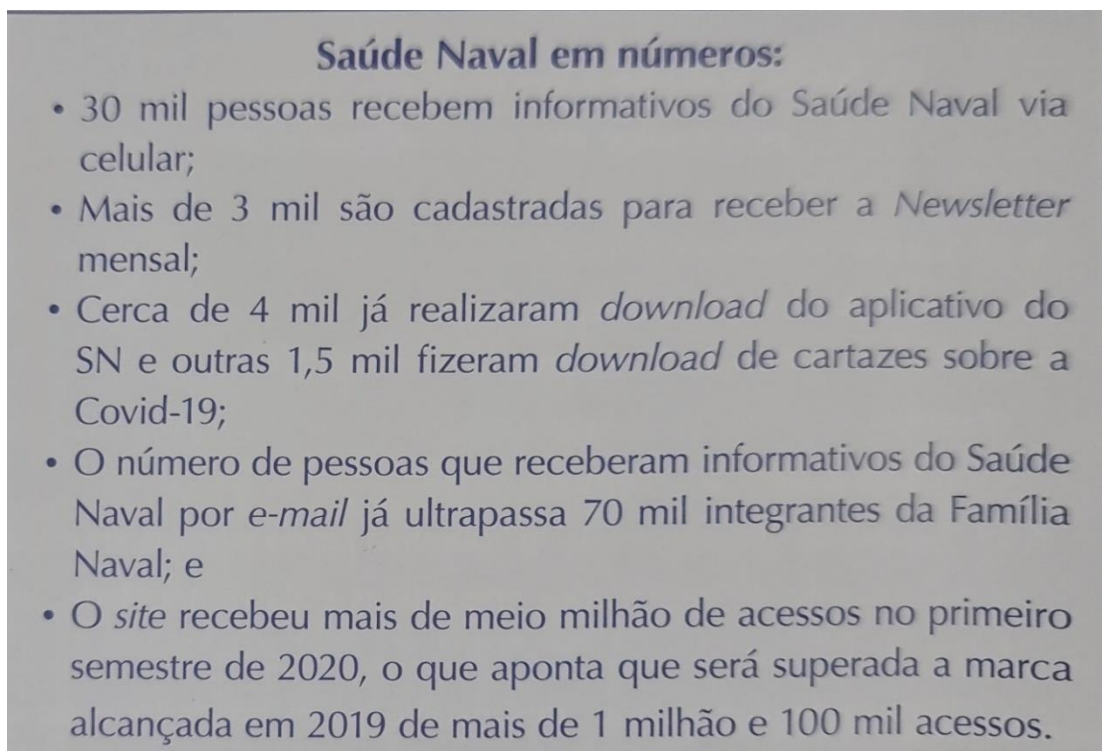 Saúde Naval em números:
• 30 mil pessoas recebem informativos do Saúde Naval via
celular;
• Mais de 3 mil são cadastradas para receber a Newsletter
mensal;
• Cerca de 4 mil já realizaram download do aplicativo do
SN e outras 1,5 mil fizeram download de cartazes sobre a
Covid-19;
• O número de pessoas que receberam informativos do Saúde
Naval por e-mail já ultrapassa 70 mil integrantes da Família
Naval; e
• O site recebeu mais de meio milhão de acessos no primeiro
semestre de 2020, o que aponta que será superada a marca
alcançada em 2019 de mais de 1 milhão e 100 mil acessos.